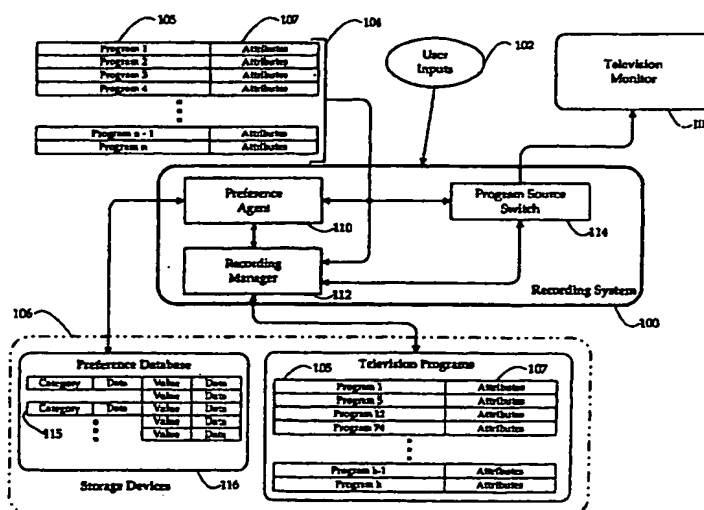 105 107 104
Program 1 Attributes
Program 2 Attributes
Program 3 Attributes
Program 4 Attributes
Program n - 1 Attributes
Program n Attributes
User
Inputs
102
Television
Monitor
Preference
Agent
110
Program Source
Switch
114
Recording
Manager
112
Recording System
100
106
Preference Database
Category Data Value Data
Value Data
Category Data Value Data
Value Data
Value Data
115
116
Storage Devices
Television Programs
105 107
Program 1 Attributes
Program 5 Attributes
Program 12 Attributes
Program 74 Attributes
Program h-1 Attributes
Program h Attributes